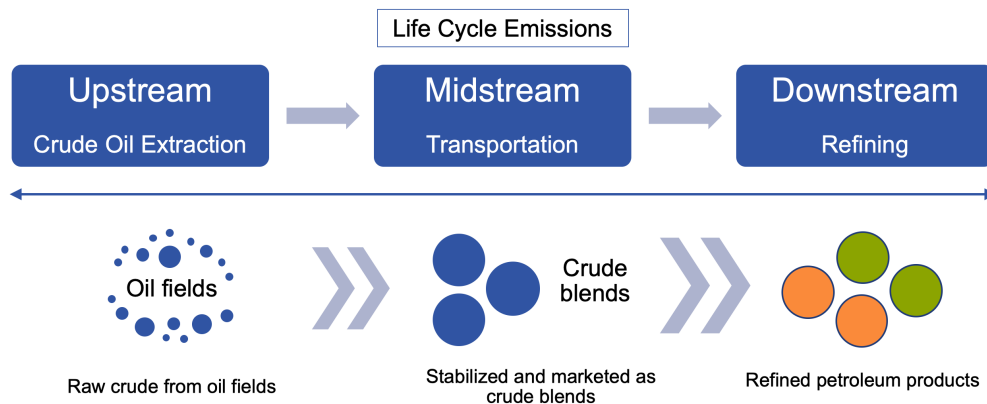 Life Cycle Emissions
Upstream
Crude Oil Extraction
Midstream
Transportation
Downstream
Refining
Oil fields
Crude
blends
Raw crude from oil fields
Stabilized and marketed as
crude blends
Refined petroleum products